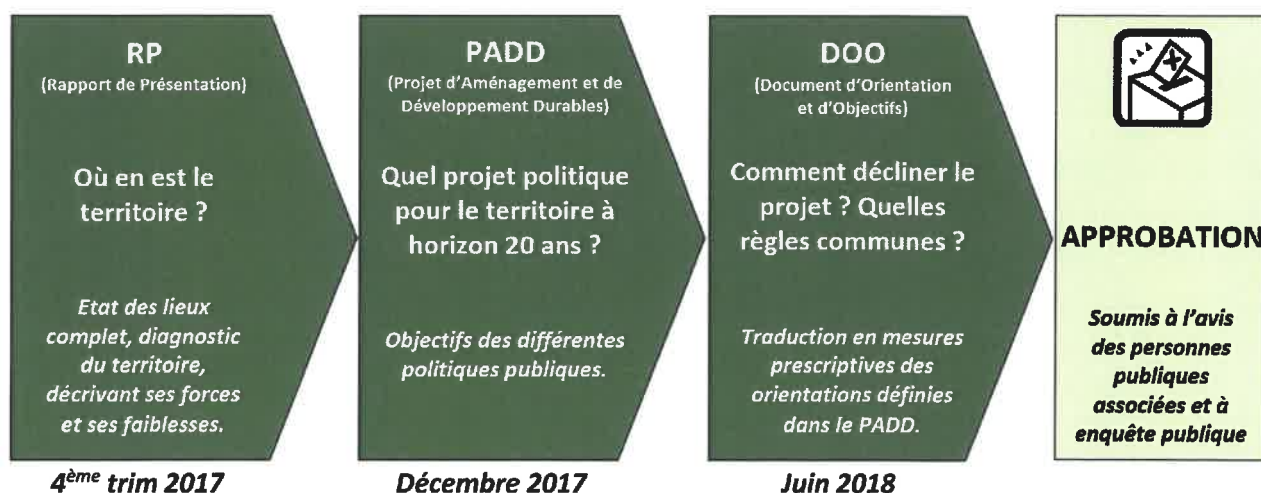 RP
(Rapport de Présentation)
Où en est le
territoire ?
Etat des lieux
complet, diagnostic
du territoire,
décrivant ses forces
et ses faiblesses.
4ème trim 2017
PADD
(Projet d'Aménagement et de
Développement Durables)
Quel projet politique
pour le territoire à
horizon 20 ans ?
Objectifs des différentes
politiques publiques.
Décembre 2017
DOO
(Document d'Orientation
et d'Objectifs)
Comment décliner le
projet ? Quelles
règles communes ?
Traduction en mesures
prescriptives des
orientations définies
dans le PADD.
Juin 2018
APPROBATION
Soumis à l'avis
des personnes
publiques
associées et à
enquête publique